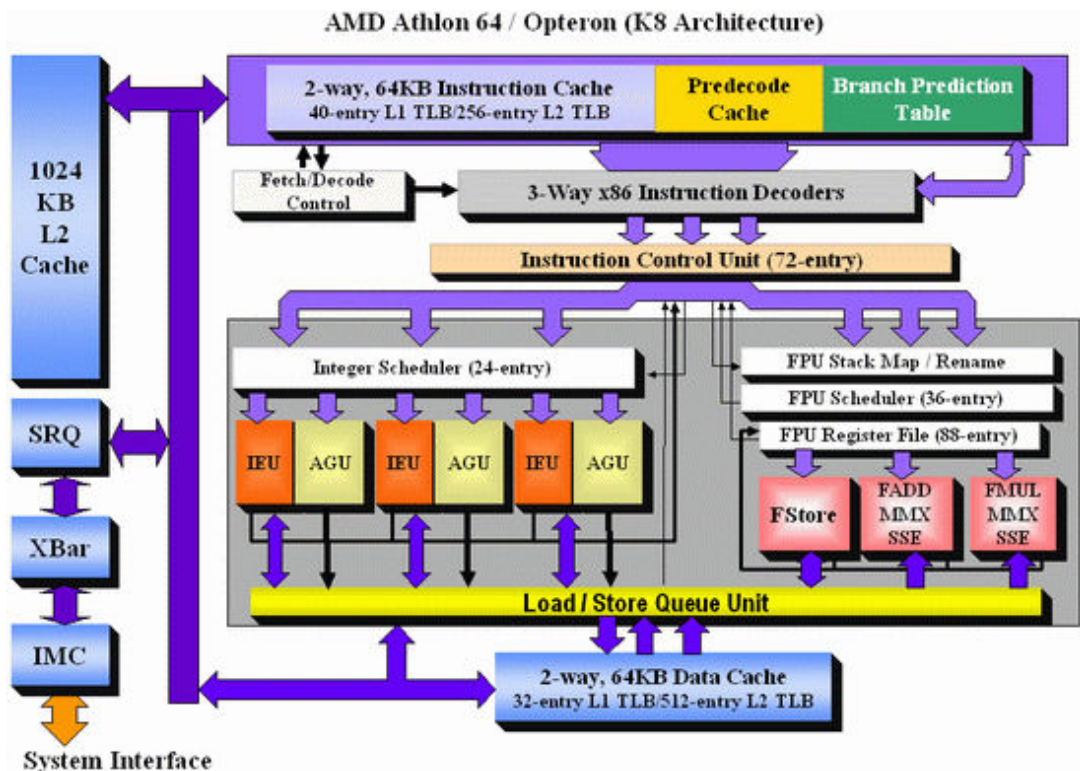 AMD Athlon 64 / Opteron (K8 Architecture)
2-way, 64KB Instruction Cache
40-entry L1 TLB/256-entry L2 TLB
Predecode
Cache
Branch Prediction
Table
1024
KB
L2
Cache
Fetch/Decode
Control
3-Way x86 Instruction Decoders
Instruction Control Unit (72-entry)
Integer Scheduler (24-entry)
FPU Stack Map / Rename
FPU Scheduler (36-entry)
FPU Register File (88-entry)
SRQ
IEU
AGU
IEU
AGU
IEU
AGU
FStore
FADD
MMX
SSE
FMUL
MMX
SSE
XBar
Load / Store Queue Unit
IMC
2-way, 64KB Data Cache
32-entry L1 TLB/512-entry L2 TLB
System Interface